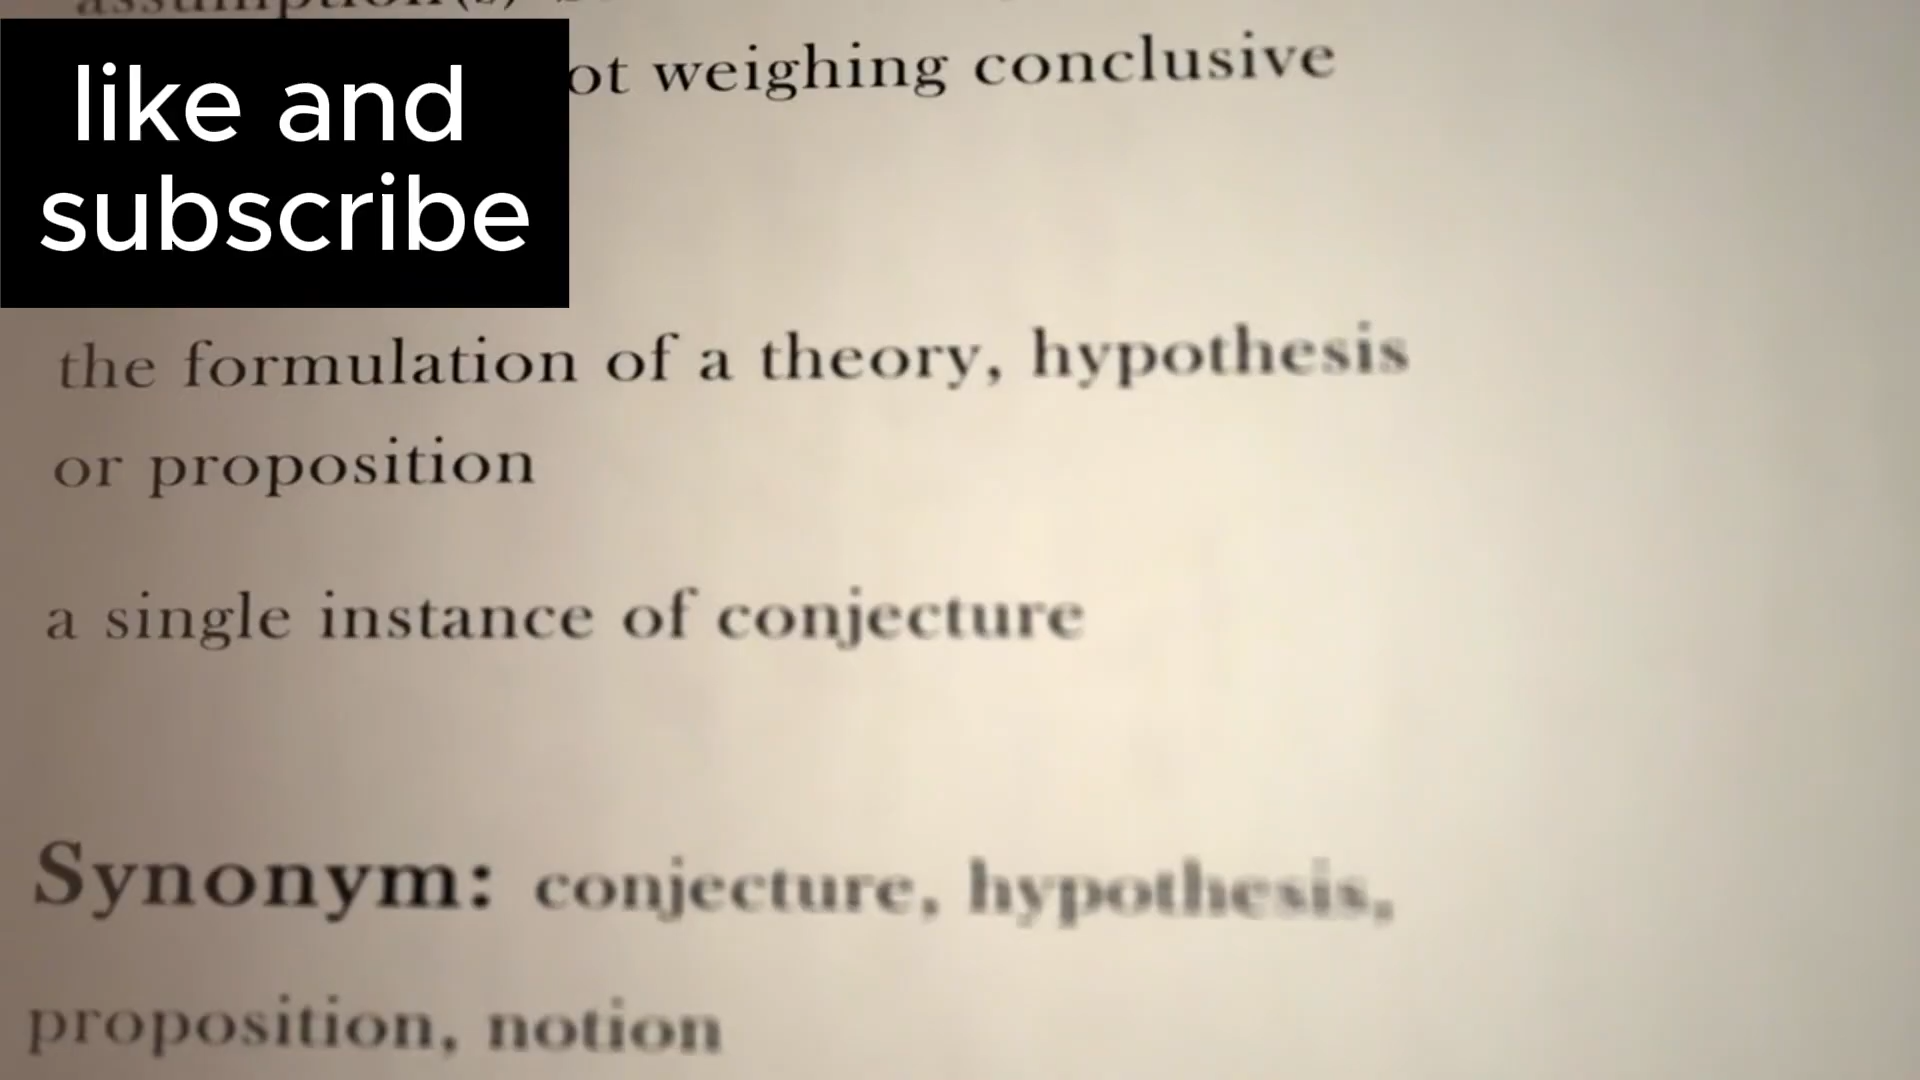 like and
subscribe
ot weighing conclusive
the formulation of a theory, hypothesis
or proposition
a single instance of conjecture
Synonym: conjecture, hypothesis,
proposition, notion